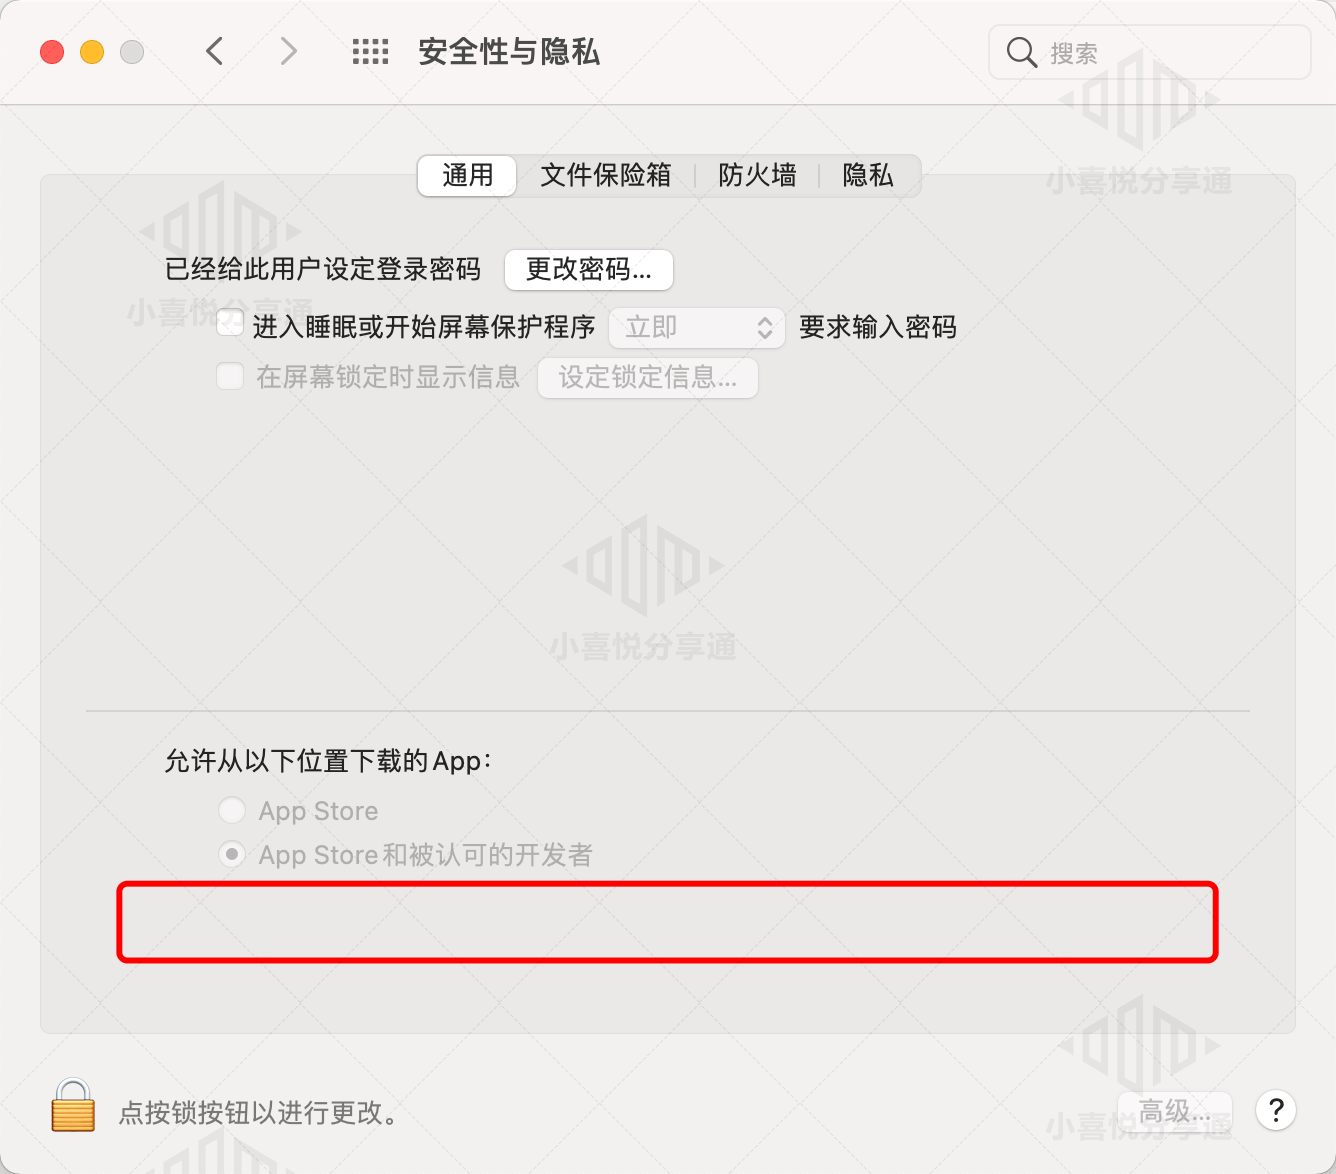 安全性与隐私
搜索
通用 文件保险箱 防火墙 隐私
小喜悦分享通
已经给此用户设定登录密码 更改密码...
小喜悦分享通
进入睡眠或开始屏幕保护程序 立即 要求输入密码
在屏幕锁定时显示信息 设定锁定信息...
小喜悦分享通
允许从以下位置下载的App：
App Store
App Store和被认可的开发者
点按锁按钮以进行更改。
高级... ?
小喜悦分享通